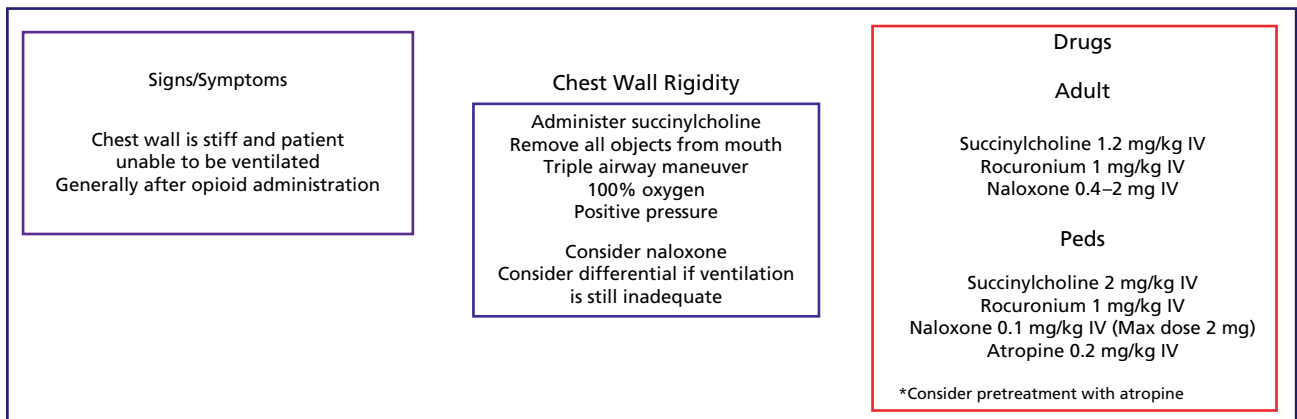 Signs/Symptoms
Chest wall is stiff and patient
unable to be ventilated
Generally after opioid administration
Chest Wall Rigidity
Administer succinylcholine
Remove all objects from mouth
Triple airway maneuver
100% oxygen
Positive pressure
Consider naloxone
Consider differential if ventilation
is still inadequate
Drugs
Adult
Succinylcholine 1.2 mg/kg IV
Rocuronium 1 mg/kg IV
Naloxone 0.4–2 mg IV
Peds
Succinylcholine 2 mg/kg IV
Rocuronium 1 mg/kg IV
Naloxone 0.1 mg/kg IV (Max dose 2 mg)
Atropine 0.2 mg/kg IV
*Consider pretreatment with atropine